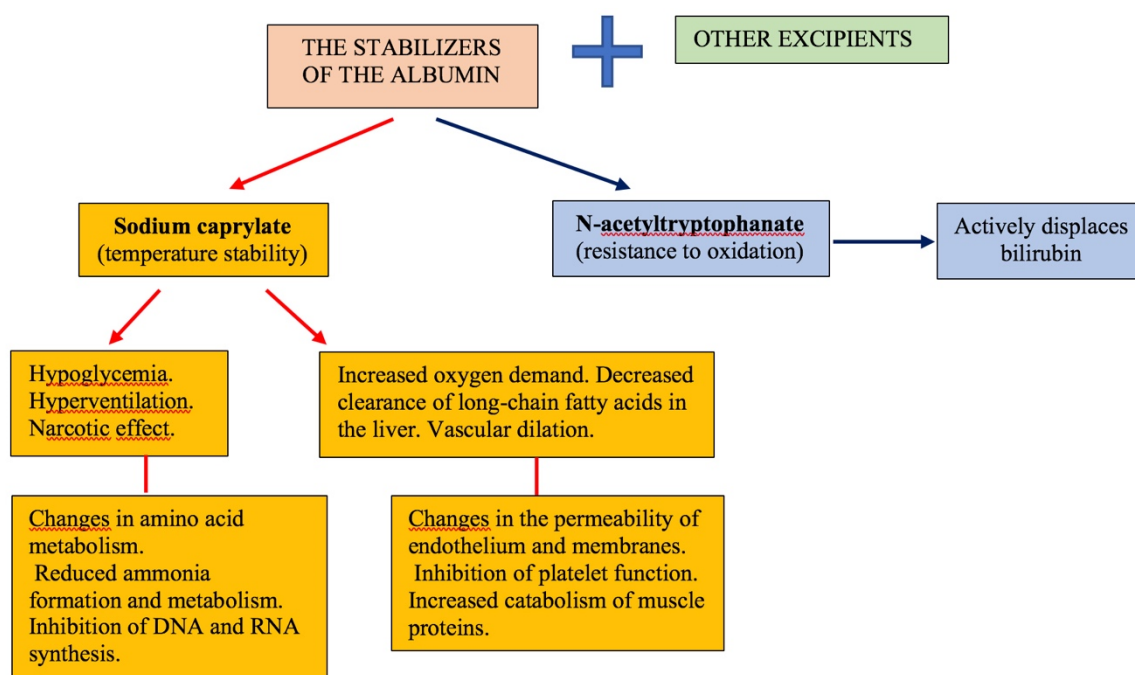 THE STABILIZERS
OF THE ALBUMIN
OTHER EXCIPIENTS
Sodium caprylate
(temperature stability)
N-acetyltryptophanate
(resistance to oxidation)
Actively displaces
bilirubin
Hypoglycemia.
Hyperventilation.
Narcotic effect.
Increased oxygen demand. Decreased
clearance of long-chain fatty acids in
the liver. Vascular dilation.
Changes in amino acid
metabolism.
Reduced ammonia
formation and metabolism.
Inhibition of DNA and RNA
synthesis.
Changes in the permeability of
endothelium and membranes.
Inhibition of platelet function.
Increased catabolism of muscle
proteins.